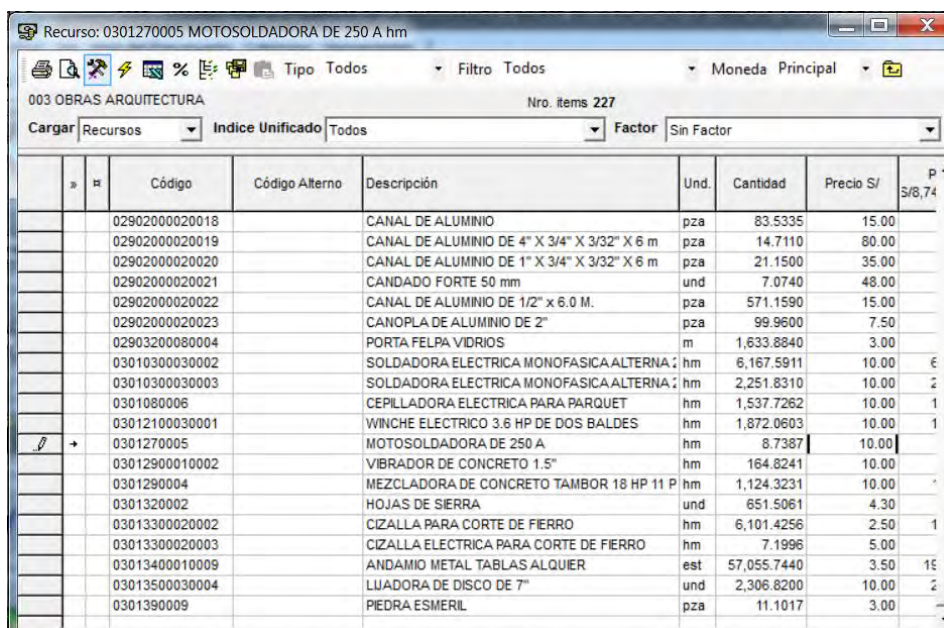 Recurso: 0301270005 MOTOSOLDADORA DE 250 A hm
% Tipo Todos Filtro Todos Moneda Principal
003 OBRAS ARQUITECTURA Nro. items 227
Cargar Recursos Indice Unificado Todos Factor Sin Factor
» ¤ Código Código Alterno Descripción Und. Cantidad Precio S/ P
S/8,74
02902000020018 CANAL DE ALUMINIO pza 83.5335 15.00
02902000020019 CANAL DE ALUMINIO DE 4" X 3/4" X 3/32" X 6 m pza 14.7110 80.00
02902000020020 CANAL DE ALUMINIO DE 1" X 3/4" X 3/32" X 6 m pza 21.1500 35.00
02902000020021 CANDADO FORTE 50 mm und 7.0740 48.00
02902000020022 CANAL DE ALUMINIO DE 1/2" x 6.0 M. pza 571.1590 15.00
02902000020023 CANOPLA DE ALUMINIO DE 2" pza 99.9600 7.50
02903200080004 PORTA FELPA VIDRIOS m 1,633.8840 3.00
03010300030002 SOLDADORA ELECTRICA MONOFASICA ALTERNA hm 6,167.5911 10.00
03010300030003 SOLDADORA ELECTRICA MONOFASICA ALTERNA hm 2,251.8310 10.00
0301080006 CEPILLADORA ELECTRICA PARA PARQUET hm 1,537.7262 10.00 1
03012100030001 WINCHE ELECTRICO 3.6 HP DE DOS BALDES hm 1,872.0603 10.00 1
0301270005 MOTOSOLDADORA DE 250 A hm 8.7387 10.00
03012900010002 VIBRADOR DE CONCRETO 1.5" hm 164.8241 10.00
0301290004 MEZCLADORA DE CONCRETO TAMBOR 18 HP 11 P hm 1,124.3231 10.00
0301320002 HOJAS DE SIERRA und 651.5061 4.30
03013300020002 CIZALLA PARA CORTE DE FIERRO hm 6,101.4256 2.50 1
03013300020003 CIZALLA ELECTRICA PARA CORTE DE FIERRO hm 7.1996 5.00
03013400010009 ANDAMIO METAL TABLAS ALQUIER est 57,055.7440 3.50 19
03013500030004 LIJADORA DE DISCO DE 7" und 2,306.8200 10.00
0301390009 PIEDRA ESMERIL pza 11.1017 3.00